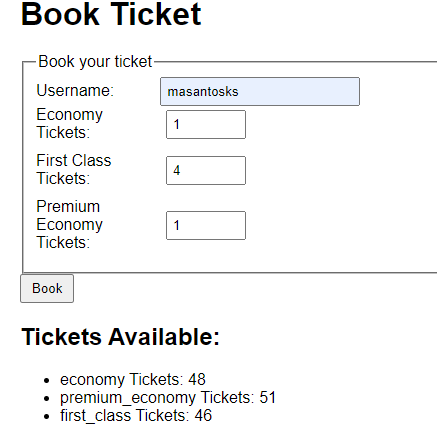 Book Ticket
Book your ticket
Username: masantosks
Economy
Tickets: 1
First Class
Tickets: 4
Premium
Economy
Tickets: 1
Book
Tickets Available:
economy Tickets: 48
premium_economy Tickets: 51
first_class Tickets: 46